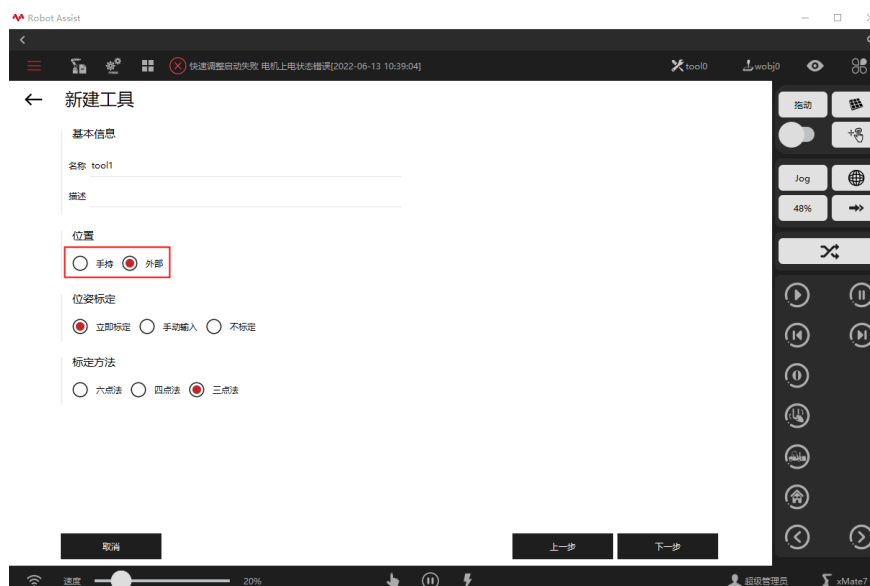 Robot Assist
快速调整启动失败 电机上电状态错误[2022-06-13 10:39:04]
tool0
wobj0
新建工具
拖动
基本信息
名称 tool1
描述
Jog
48%
位置
手持 外部
位姿标定
立即标定 手动输入 不标定
标定方法
六点法 四点法 三点法
取消
上一步
下一步
速度
20%
超级管理员
xMate7